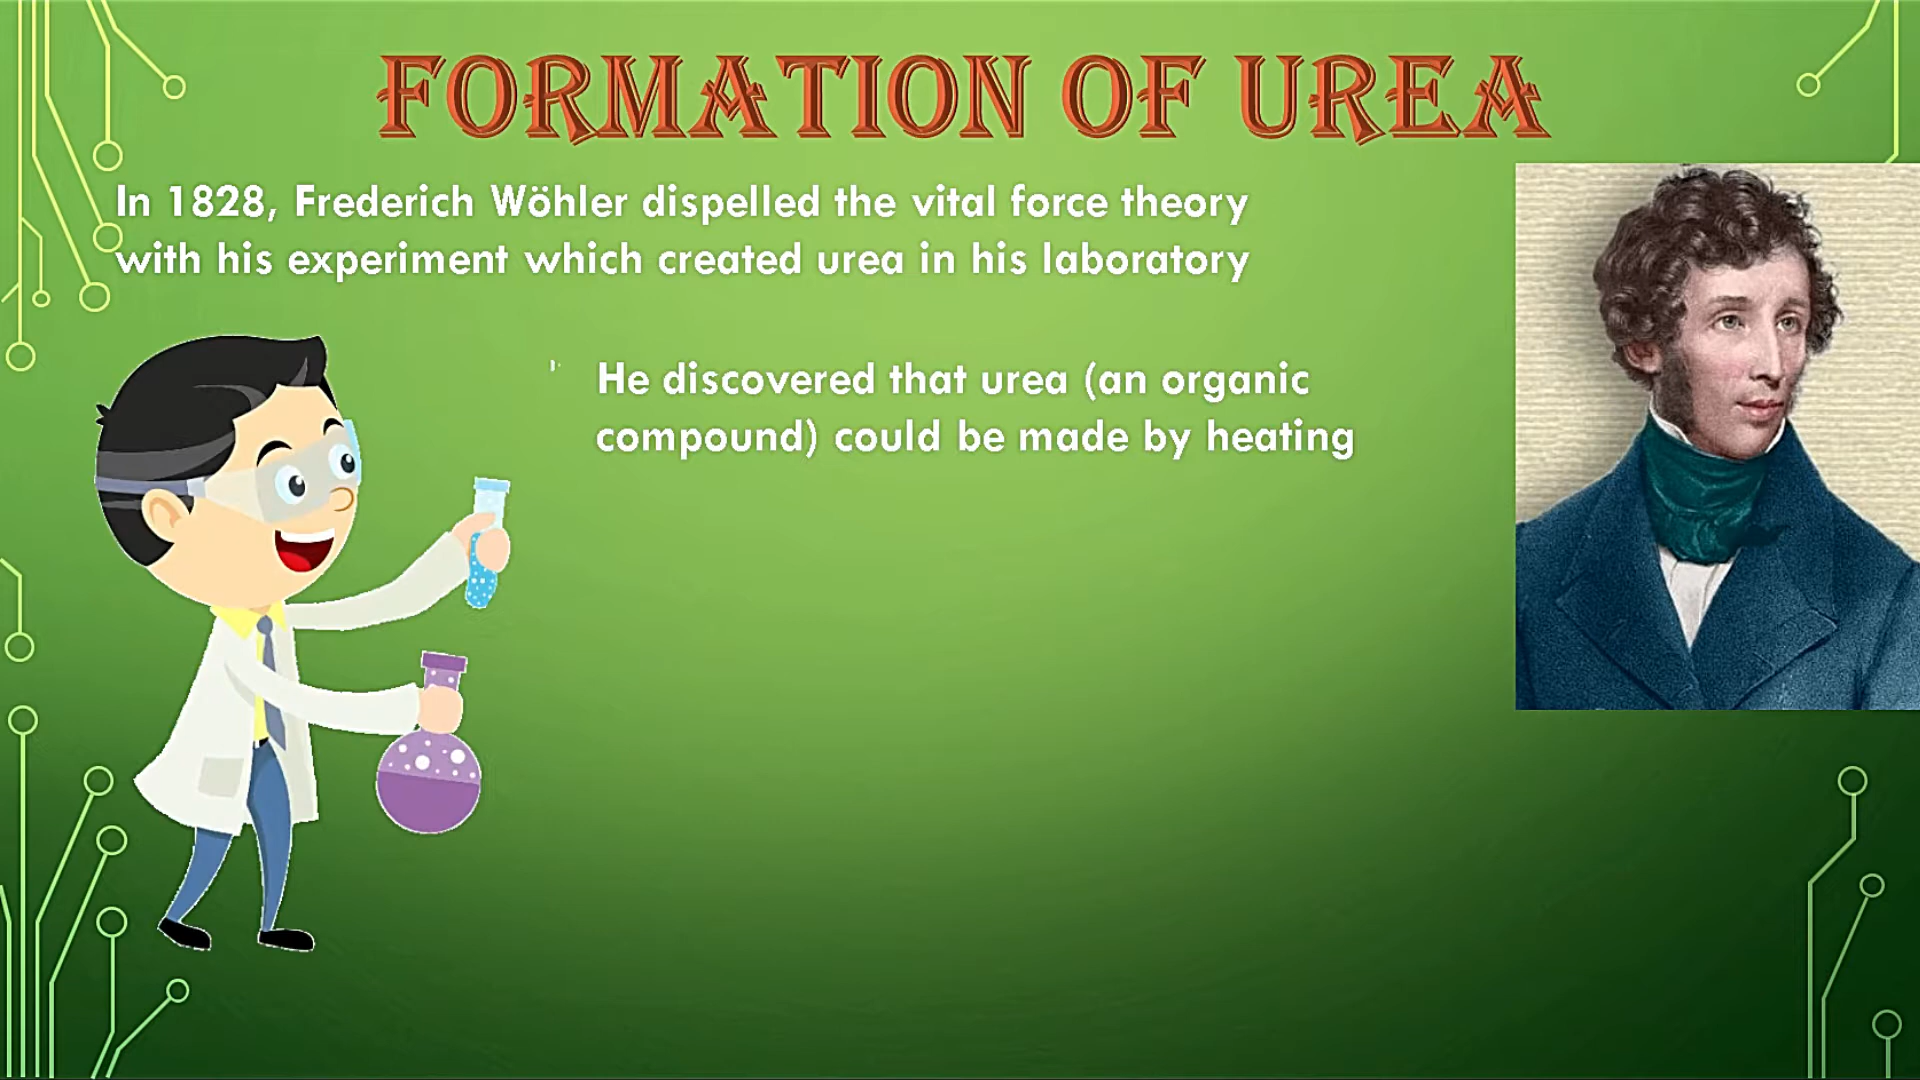 FORMATION OF UREA
In 1828, Frederich Wöhler dispelled the vital force theory
with his experiment which created urea in his laboratory
He discovered that urea (an organic
compound) could be made by heating